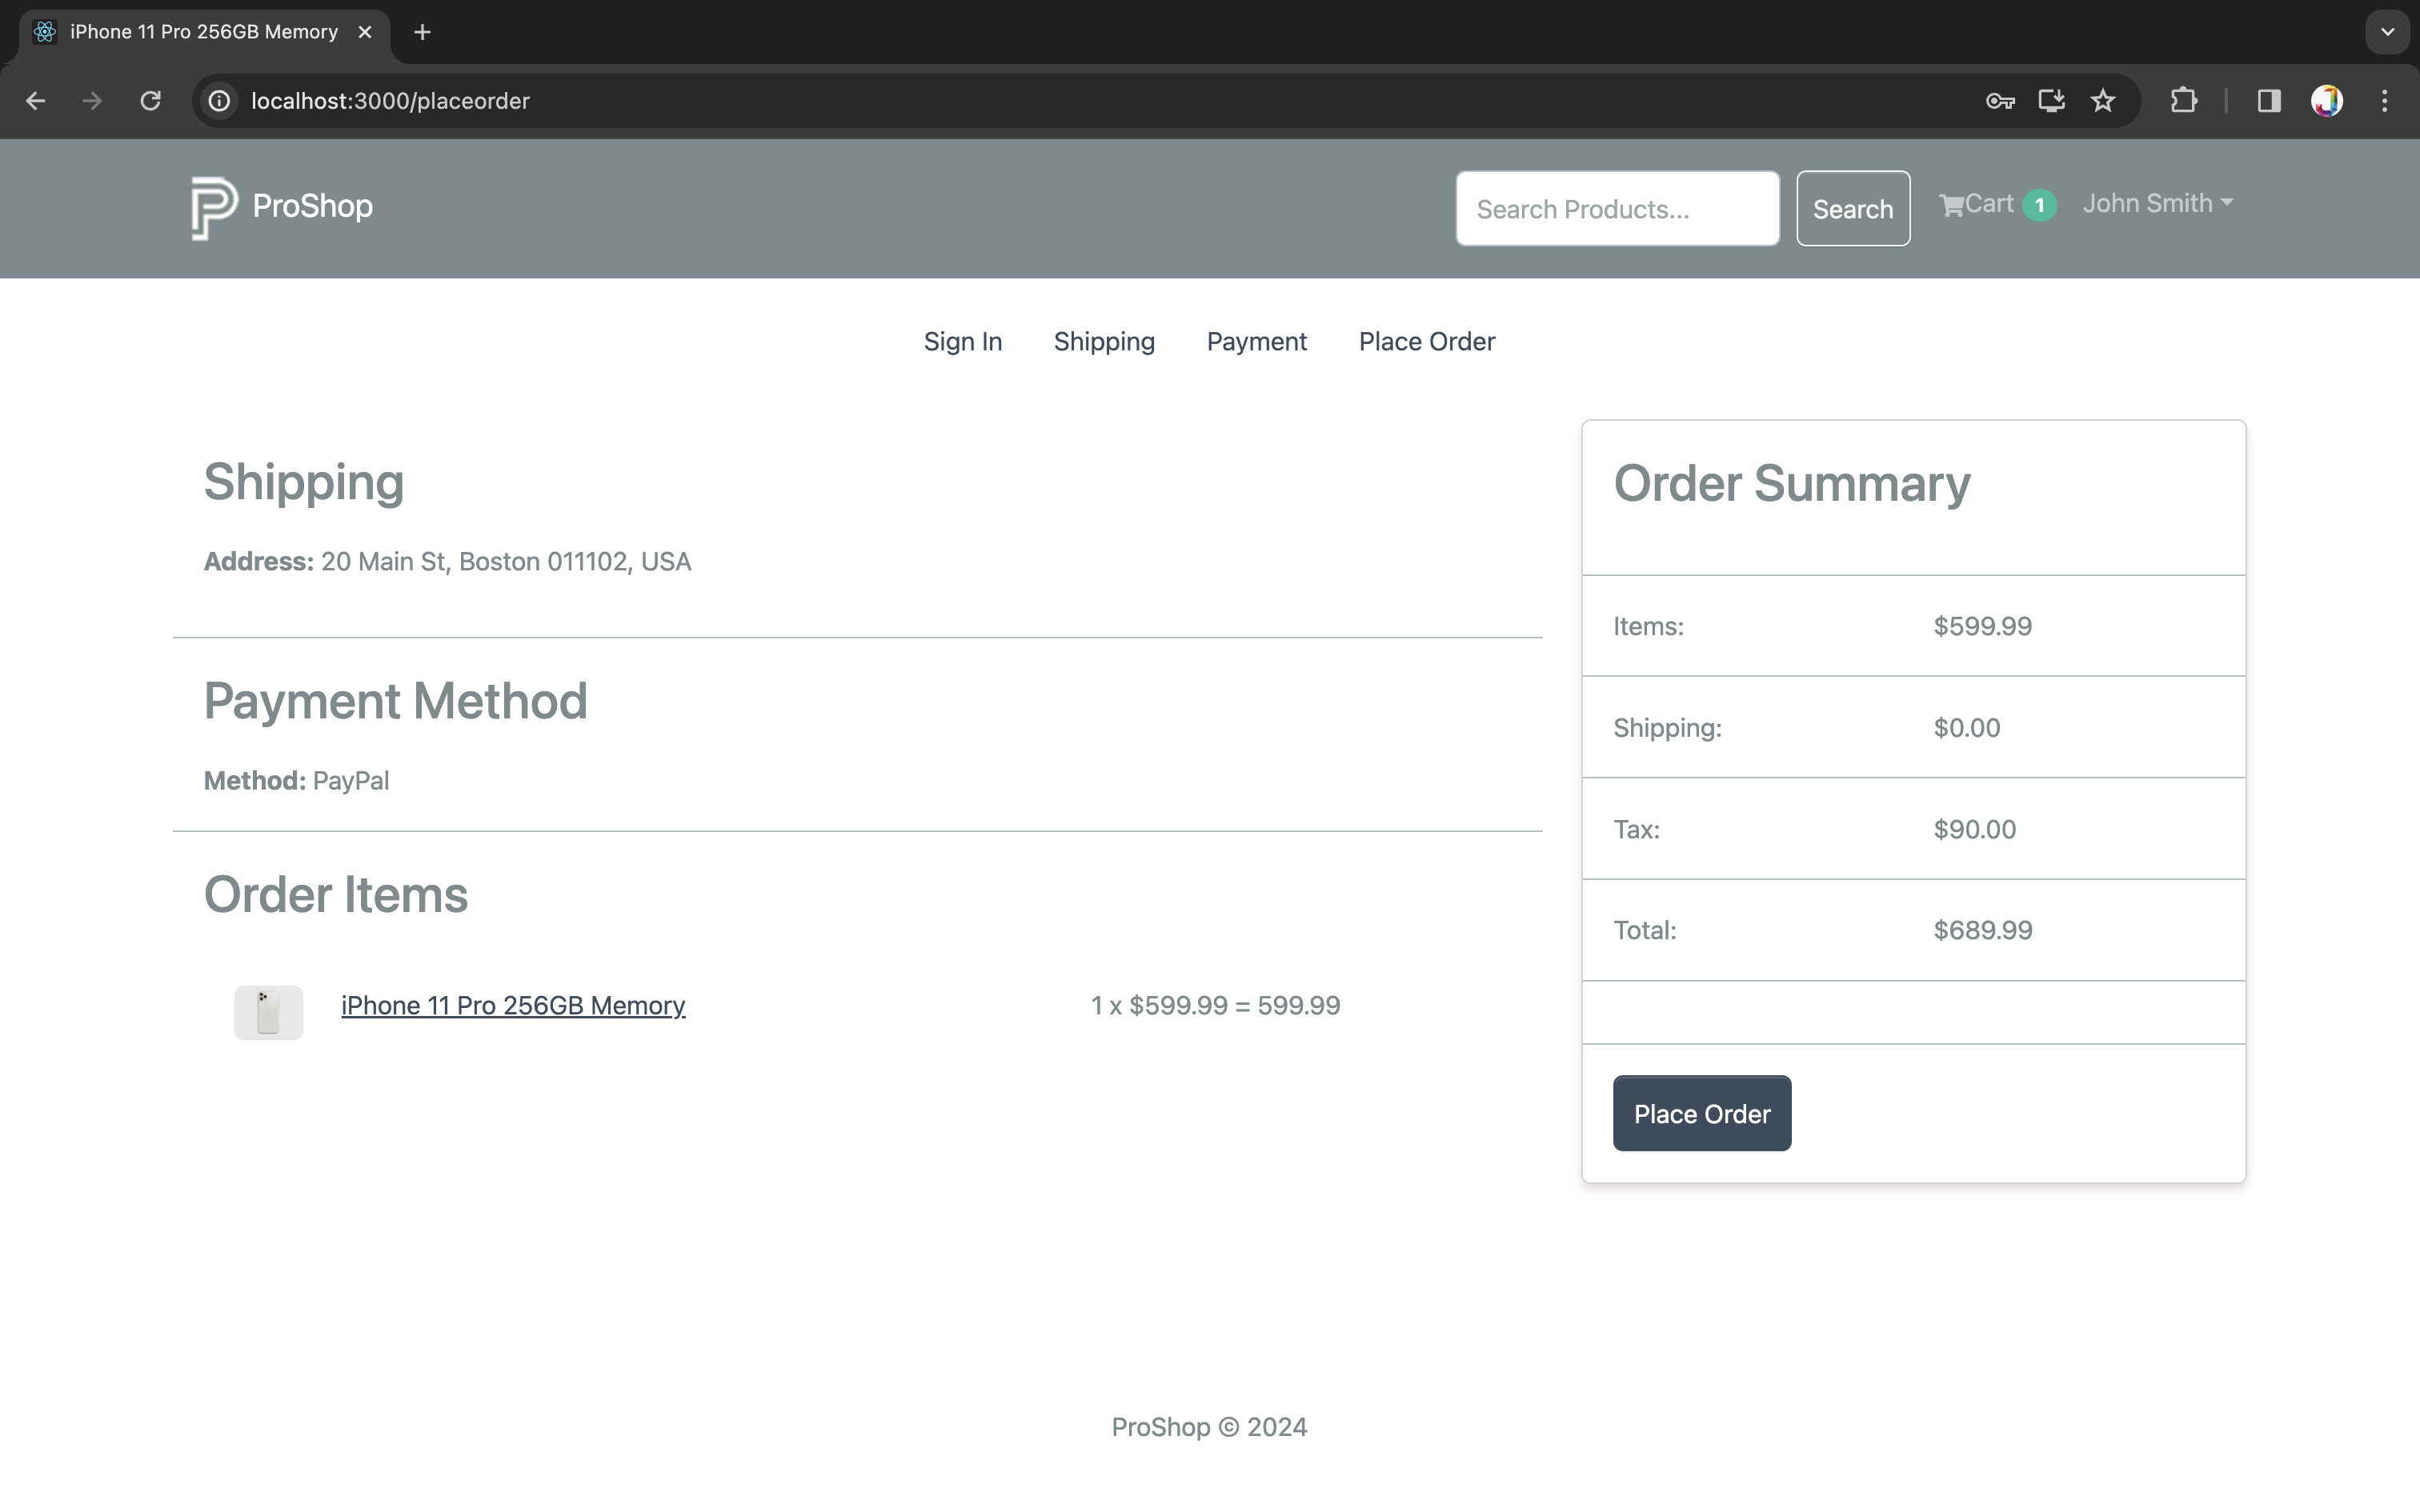 iPhone 11 Pro 256GB Memory
localhost:3000/placeorder
ProShop
Search Products...
Search
Cart 1
John Smith
Sign In Shipping Payment Place Order
Shipping
Address: 20 Main St, Boston 011102, USA
Payment Method
Method: PayPal
Order Items
iPhone 11 Pro 256GB Memory 1 x $599.99 = 599.99
Order Summary
Items: $599.99
Shipping: $0.00
Tax: $90.00
Total: $689.99
Place Order
ProShop © 2024